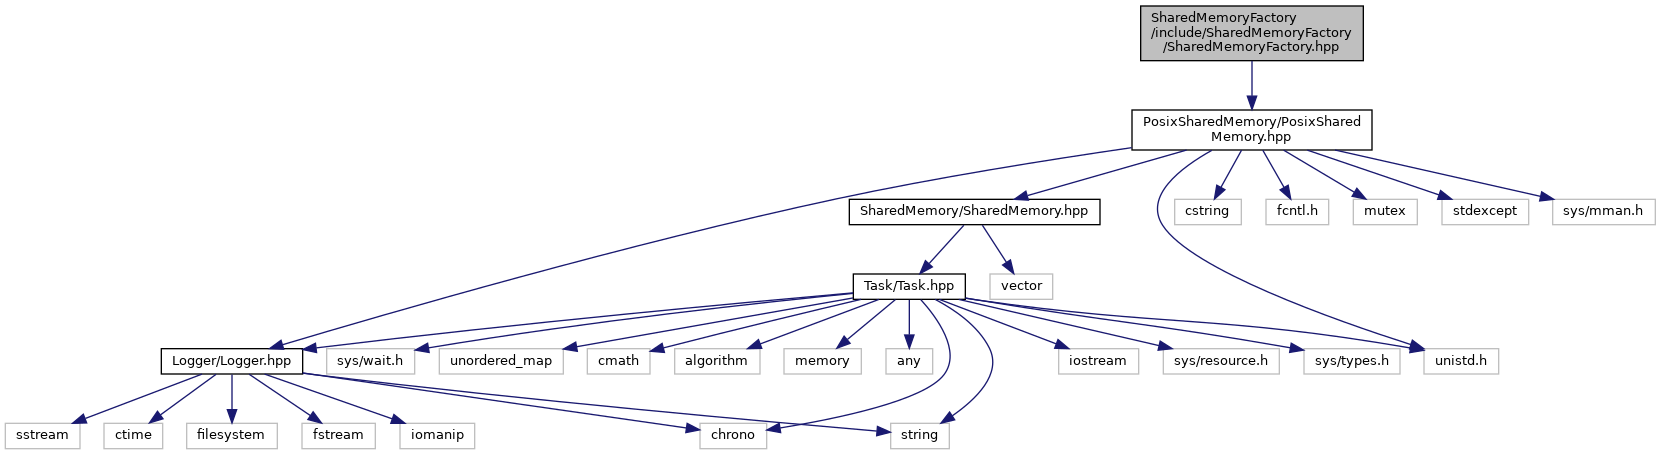 SharedMemoryFactory
/include/SharedMemoryFactory
/SharedMemoryFactory.hpp
PosixSharedMemory/PosixShared
Memory.hpp
SharedMemory/SharedMemory.hpp
cstring
fcntl.h
mutex
stdexcept
sys/mman.h
Task/Task.hpp
vector
Logger/Logger.hpp
sys/wait.h
unordered_map
cmath
algorithm
memory
any
iostream
sys/resource.h
sys/types.h
unistd.h
sstream
ctime
filesystem
fstream
iomanip
chrono
string